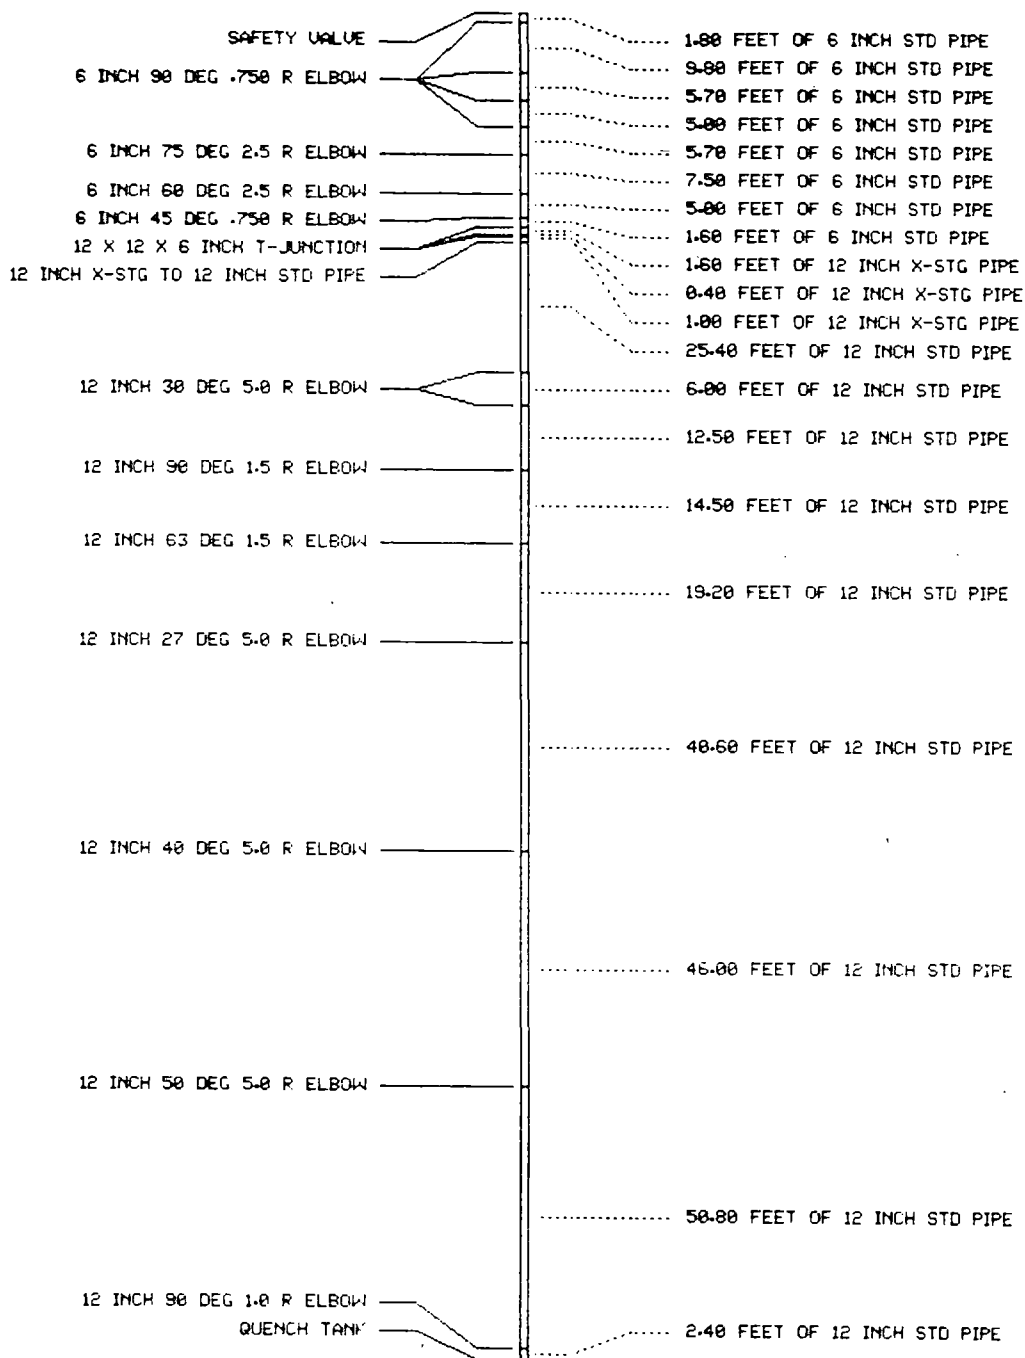 SAFETY VALVE
6 INCH 90 DEG .750 R ELBOW
6 INCH 75 DEG 2.5 R ELBOW
6 INCH 60 DEG 2.5 R ELBOW
6 INCH 45 DEG .750 R ELBOW
12 X 12 X 6 INCH T-JUNCTION
12 INCH X-STG TO 12 INCH STD PIPE
12 INCH 30 DEG 5.0 R ELBOW
12 INCH 90 DEG 1.5 R ELBOW
12 INCH 63 DEG 1.5 R ELBOW
12 INCH 27 DEG 5.0 R ELBOW
12 INCH 40 DEG 5.0 R ELBOW
12 INCH 50 DEG 5.0 R ELBOW
12 INCH 90 DEG 1.0 R ELBOW
QUENCH TANK
1.80 FEET OF 6 INCH STD PIPE
9.80 FEET OF 6 INCH STD PIPE
5.70 FEET OF 6 INCH STD PIPE
5.00 FEET OF 6 INCH STD PIPE
5.70 FEET OF 6 INCH STD PIPE
7.50 FEET OF 6 INCH STD PIPE
5.00 FEET OF 6 INCH STD PIPE
1.60 FEET OF 6 INCH STD PIPE
1.60 FEET OF 12 INCH X-STG PIPE
0.40 FEET OF 12 INCH X-STG PIPE
1.00 FEET OF 12 INCH X-STG PIPE
25.40 FEET OF 12 INCH STD PIPE
6.00 FEET OF 12 INCH STD PIPE
12.50 FEET OF 12 INCH STD PIPE
14.50 FEET OF 12 INCH STD PIPE
19.20 FEET OF 12 INCH STD PIPE
40.60 FEET OF 12 INCH STD PIPE
46.00 FEET OF 12 INCH STD PIPE
50.80 FEET OF 12 INCH STD PIPE
2.40 FEET OF 12 INCH STD PIPE